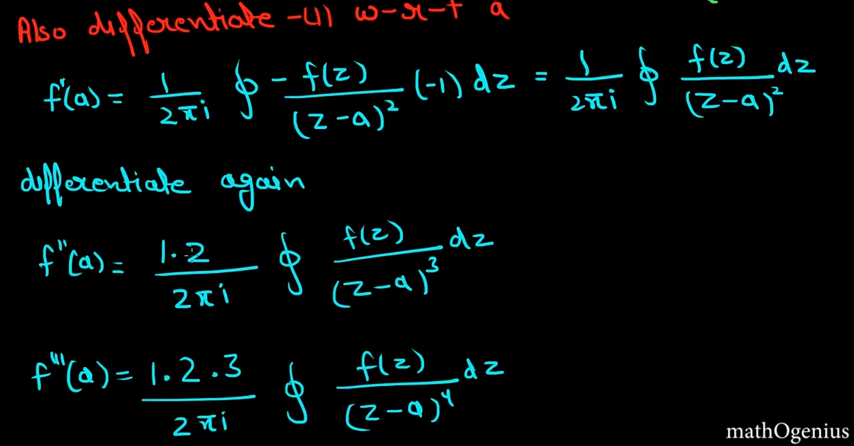 Also differentiate -(1) w-r-t a
f'(a) = 1/2πi ∮ -f(z)/(z-a)² (-1) dz = 1/2πi ∮ f(z)/(z-a)² dz
differentiate again
f''(a) = 1.2/2πi ∮ f(z)/(z-a)³ dz
f'''(a) = 1.2.3/2πi ∮ f(z)/(z-a)⁴ dz
mathOgenius